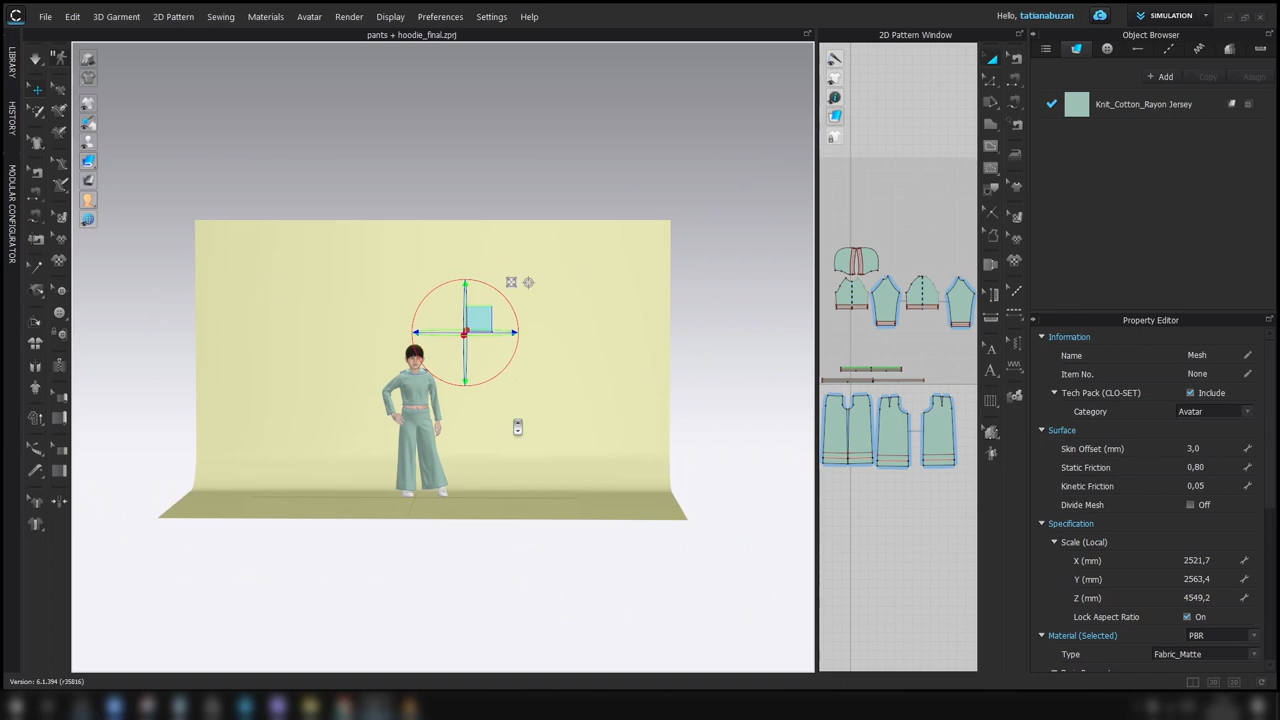 File Edit 3D Garment 2D Pattern Sewing Materials Avatar Render Display Preferences Settings Help
Hello, tatianabuzan
SIMULATION
pants + hoodie_final.zprj
2D Pattern Window
Object Browser
LIBRARY
HISTORY
MODULAR CONFIGURATOR
+ Add Copy Assign
Knit_Cotton_Rayon Jersey
Property Editor
Information
Name Mesh
Item No. None
Tech Pack (CLO-SET) Include
Category Avatar
Surface
Skin Offset (mm) 3,0
Static Friction 0,80
Kinetic Friction 0,05
Divide Mesh Off
Specification
Scale (Local)
X (mm) 2521,7
Y (mm) 2563,4
Z (mm) 4549,2
Lock Aspect Ratio On
Material (Selected) PBR
Type Fabric_Matte
Version: 6.1.394 (r35816)
3D 2D